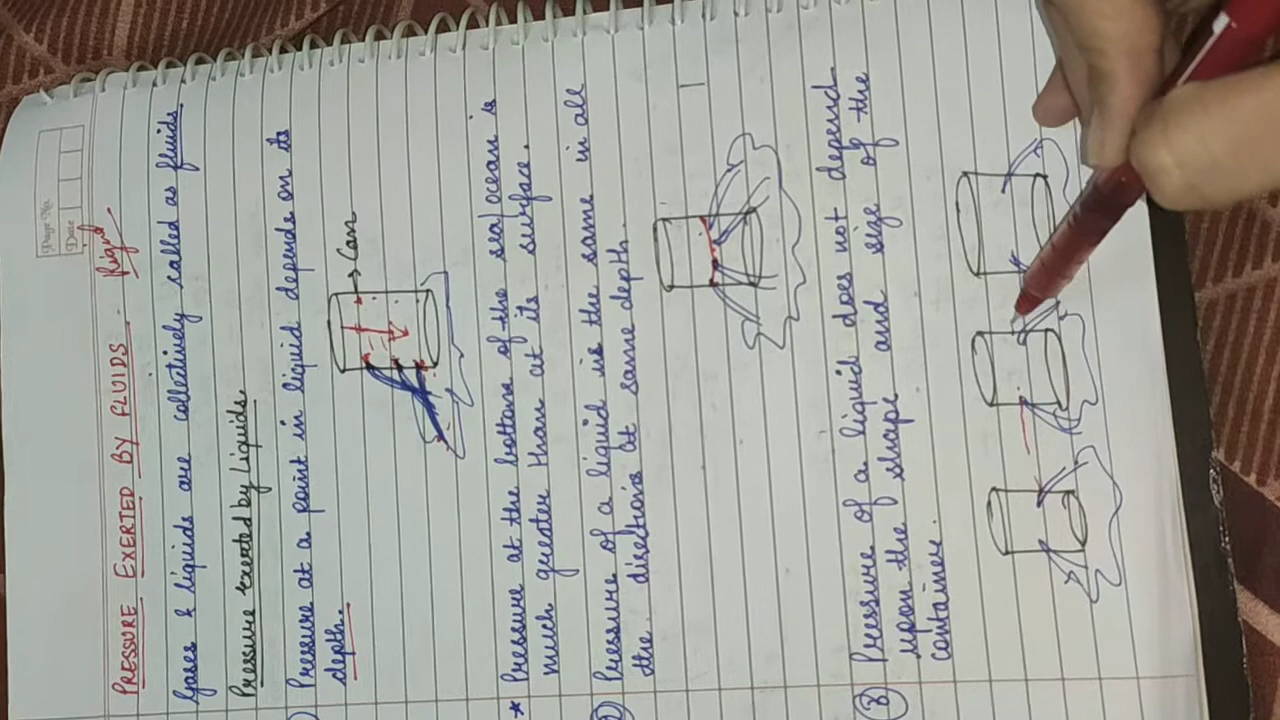 Page No.
Date
PRESSURE EXERTED BY FLUIDS. Rigid
Gases & liquids are collectively called as fluids
Pressure exerted by Liquids.
Pressure at a point in liquid depends on its
depth.
→ Can
* Pressure at the bottom of the sea/ocean is
much greater than at its surface.
Pressure of a liquid is the same in all
the directions at same depth.
③ Pressure of a liquid does not depend
upon the shape and size of the
container.